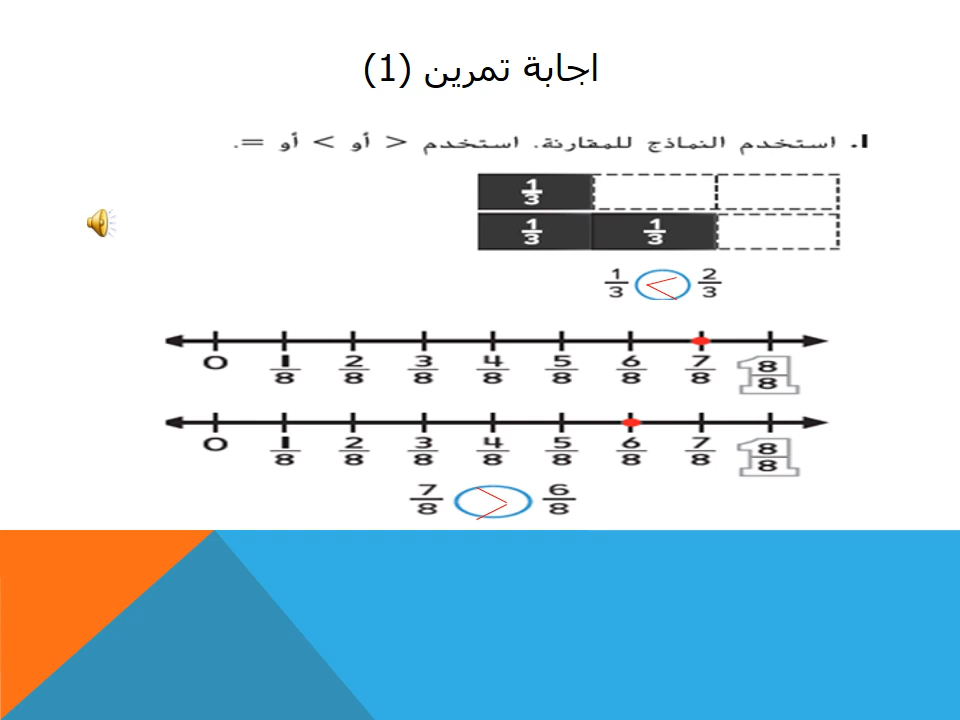 اجابة تمرين (1)
1. استخدم النماذج للمقارنة. استخدم > أو < أو =.
1/3
1/3 1/3
1/3 < 2/3
0 1/8 2/8 3/8 4/8 5/8 6/8 7/8 1 8/8
0 1/8 2/8 3/8 4/8 5/8 6/8 7/8 1 8/8
7/8 > 6/8